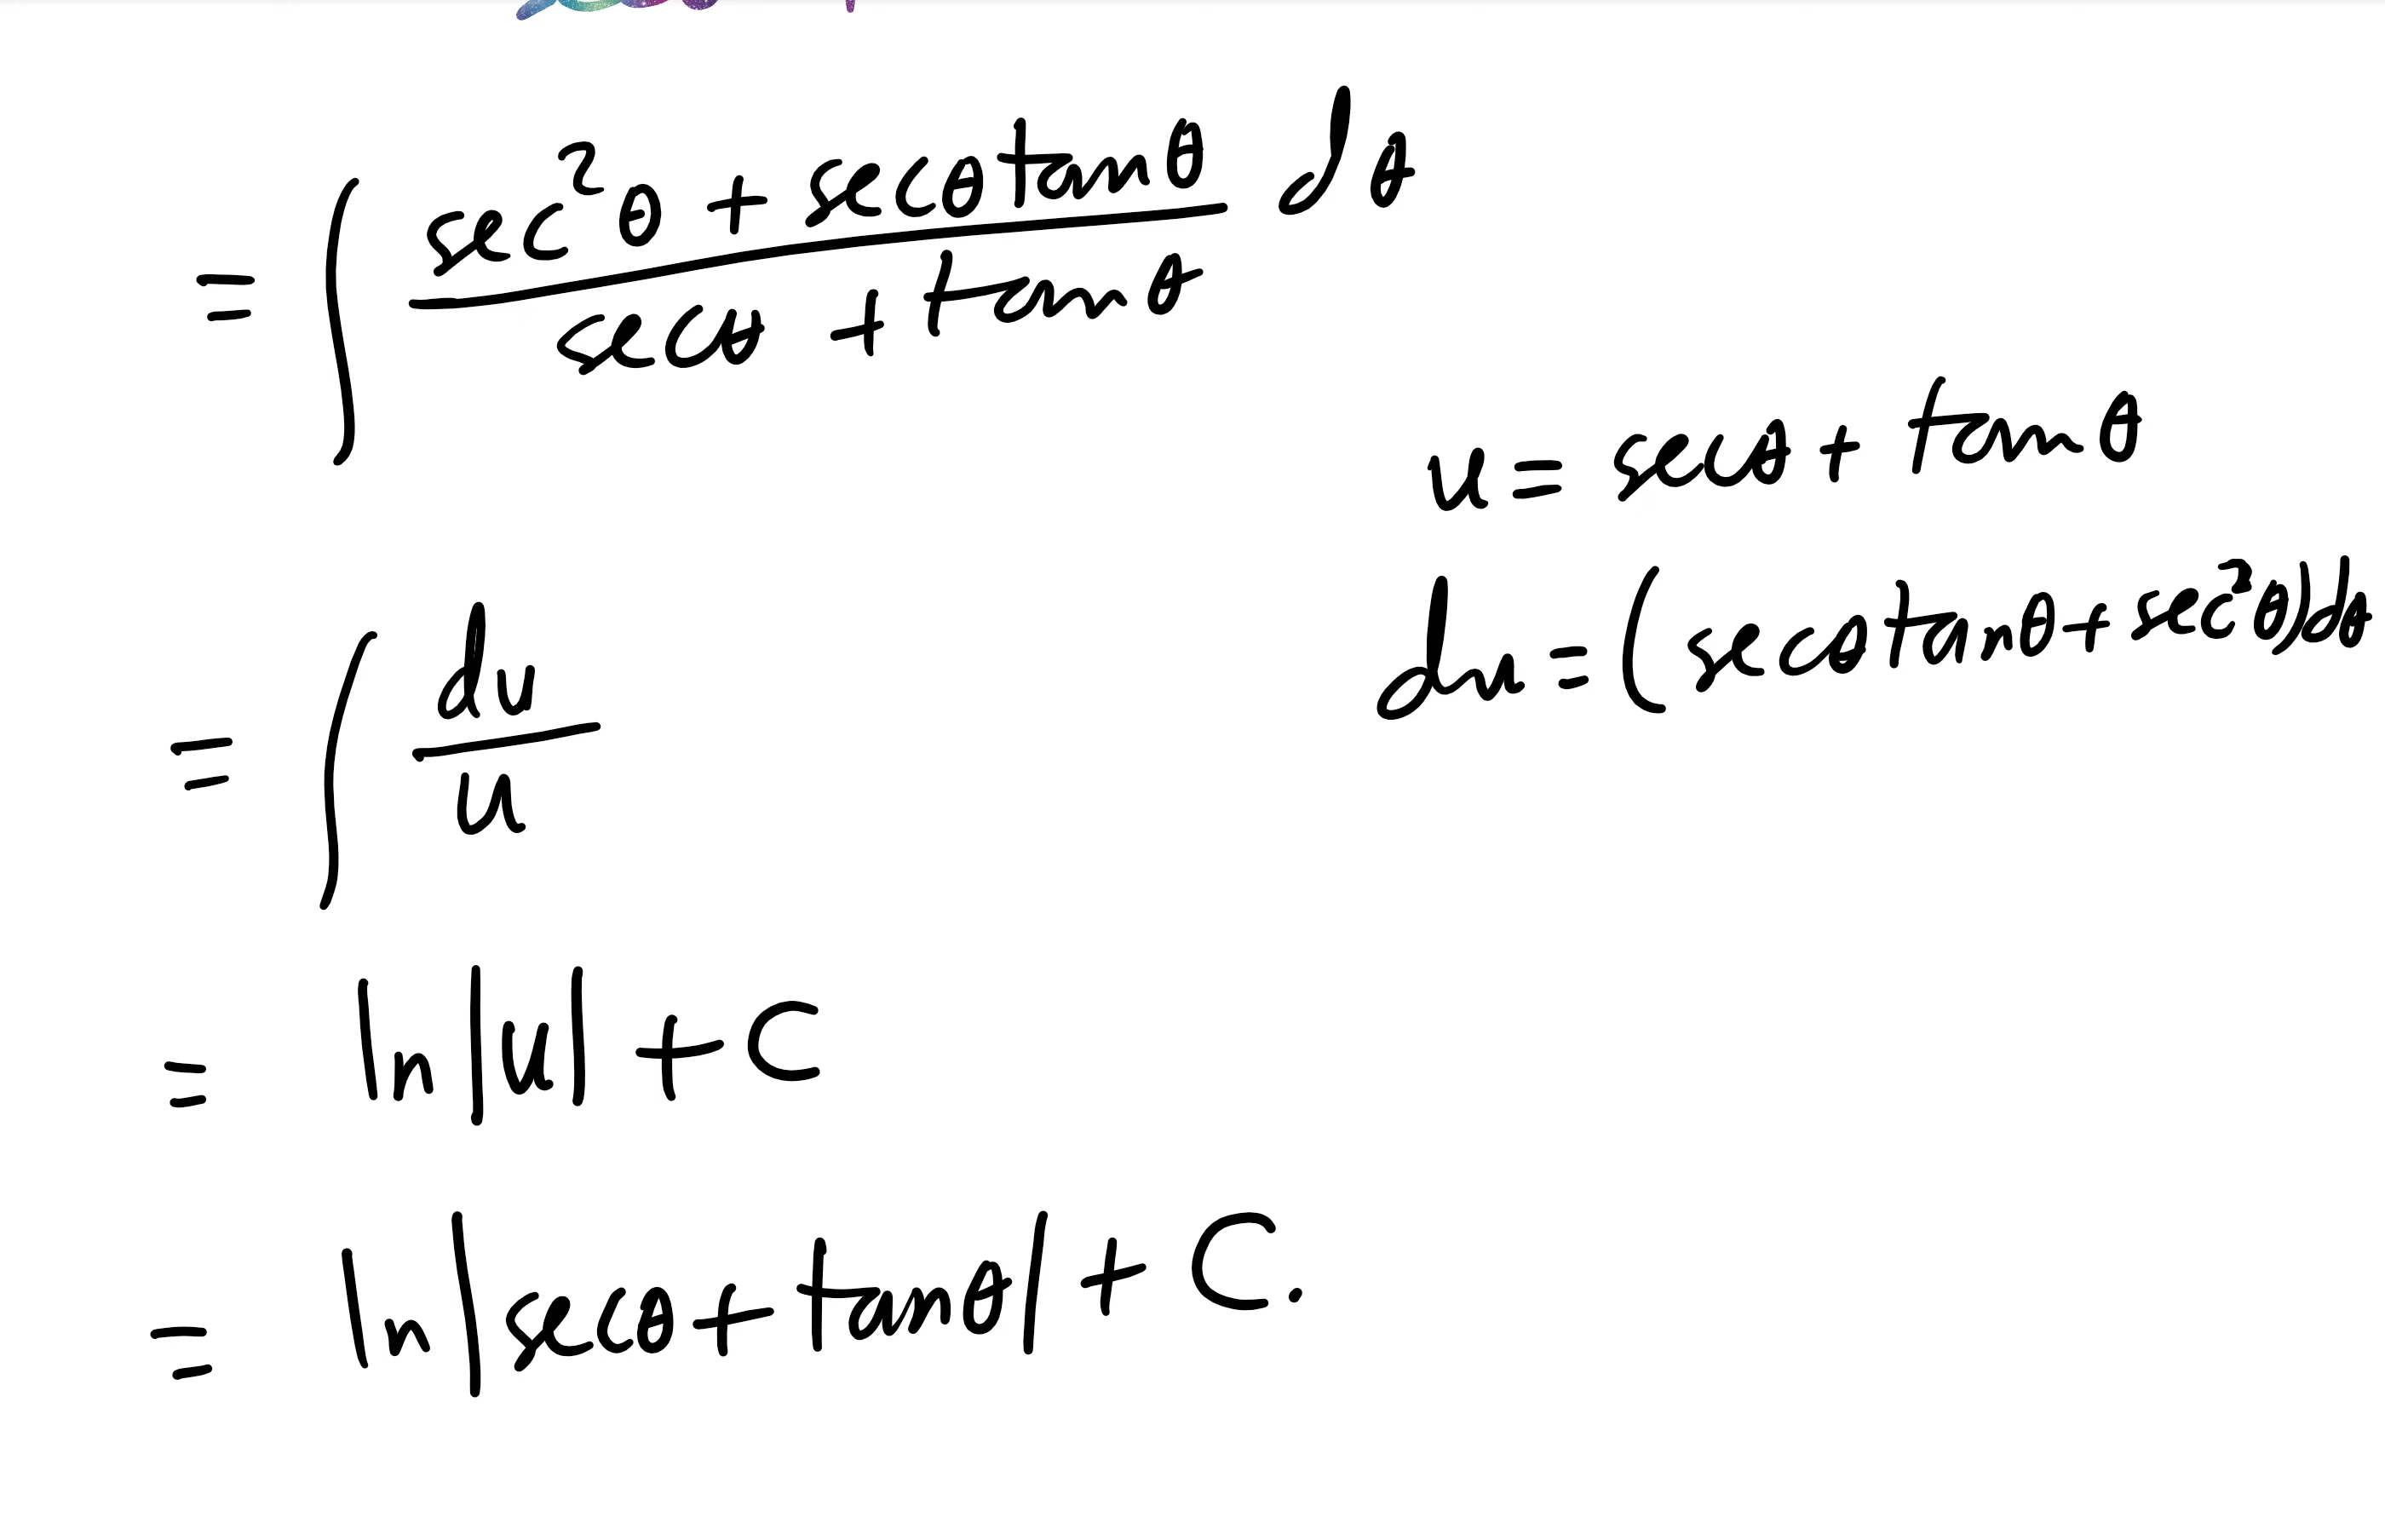 = ∫ (sec²θ + secθtanθ)/(secθ + tanθ) dθ
u = secθ + tanθ
du = (secθtanθ + sec²θ)dθ
= ∫ du/u
= ln|u| + C
= ln|secθ + tanθ| + C.